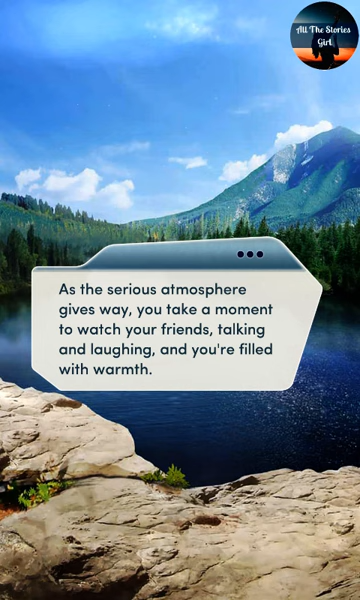 All The Stories
Girl
As the serious atmosphere
gives way, you take a moment
to watch your friends, talking
and laughing, and you're filled
with warmth.